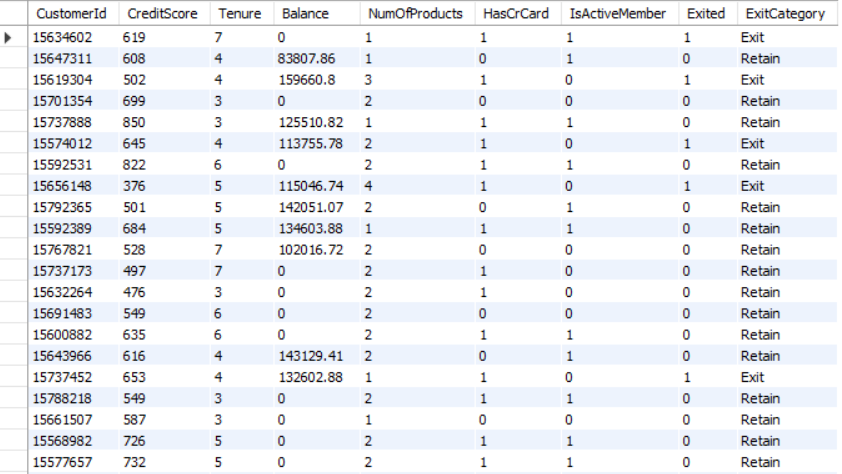 CustomerId CreditScore Tenure Balance NumOfProducts HasCrCard IsActiveMember Exited ExitCategory
15634602 619 7 0 1 1 1 1 Exit
15647311 608 4 83807.86 1 0 1 0 Retain
15619304 502 4 159660.8 3 1 0 1 Exit
15701354 699 3 0 2 0 0 0 Retain
15737888 850 3 125510.82 1 1 1 0 Retain
15574012 645 4 113755.78 2 1 0 1 Exit
15592531 822 6 0 2 1 1 0 Retain
15656148 376 5 115046.74 4 1 0 1 Exit
15792365 501 5 142051.07 2 0 1 0 Retain
15592389 684 5 134603.88 1 1 1 0 Retain
15767821 528 7 102016.72 2 0 0 0 Retain
15737173 497 7 0 2 1 0 0 Retain
15632264 476 3 0 2 1 0 0 Retain
15691483 549 6 0 2 0 0 0 Retain
15600882 635 6 0 2 1 1 0 Retain
15643966 616 4 143129.41 2 0 1 0 Retain
15737452 653 4 132602.88 1 1 0 1 Exit
15788218 549 3 0 2 1 1 0 Retain
15661507 587 3 0 1 0 0 0 Retain
15568982 726 5 0 2 1 1 0 Retain
15577657 732 5 0 2 1 1 0 Retain